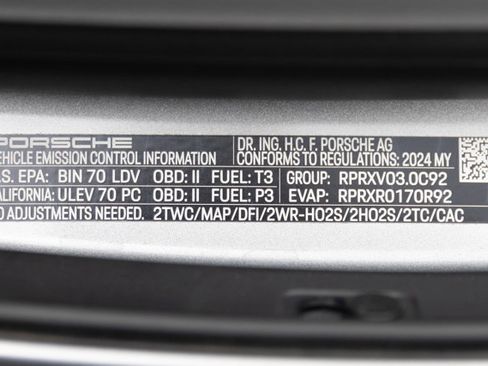 PORSCHE DR. ING. H.C. F. PORSCHE AG
VEHICLE EMISSION CONTROL INFORMATION CONFORMS TO REGULATIONS: 2024 MY
.S. EPA: BIN 70 LDV OBD: II FUEL: T3 GROUP: RPRXV03.0C92
ALIFORNIA: ULEV 70 PC OBD: II FUEL: P3 EVAP: RPRXR0170R92
O ADJUSTMENTS NEEDED. 2TWC/MAP/DFI/2WR-HO2S/2HO2S/2TC/CAC